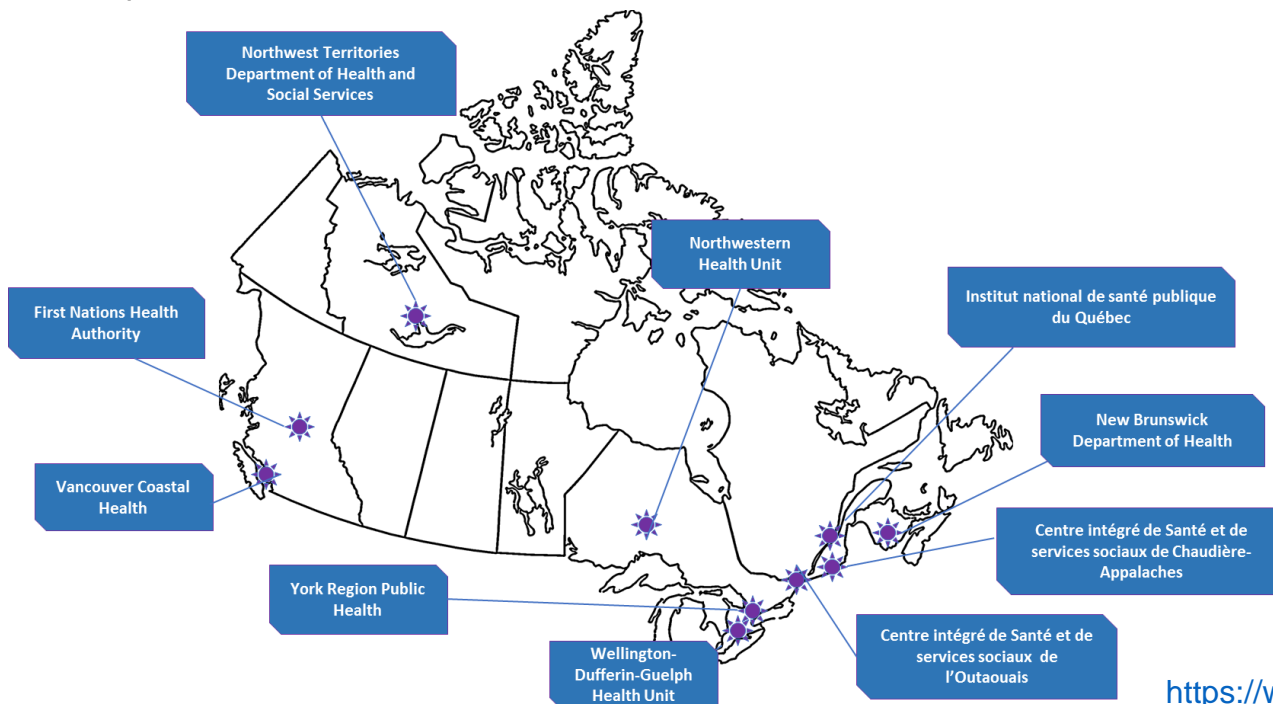 Northwest Territories
Department of Health and
Social Services
Northwestern
Health Unit
Institut national de santé publique
du Québec
First Nations Health
Authority
New Brunswick
Department of Health
Vancouver Coastal
Health
Centre intégré de Santé et de
services sociaux de Chaudière-
Appalaches
York Region Public
Health
Centre intégré de Santé et de
services sociaux de
l'Outaouais
Wellington-
Dufferin-Guelph
Health Unit